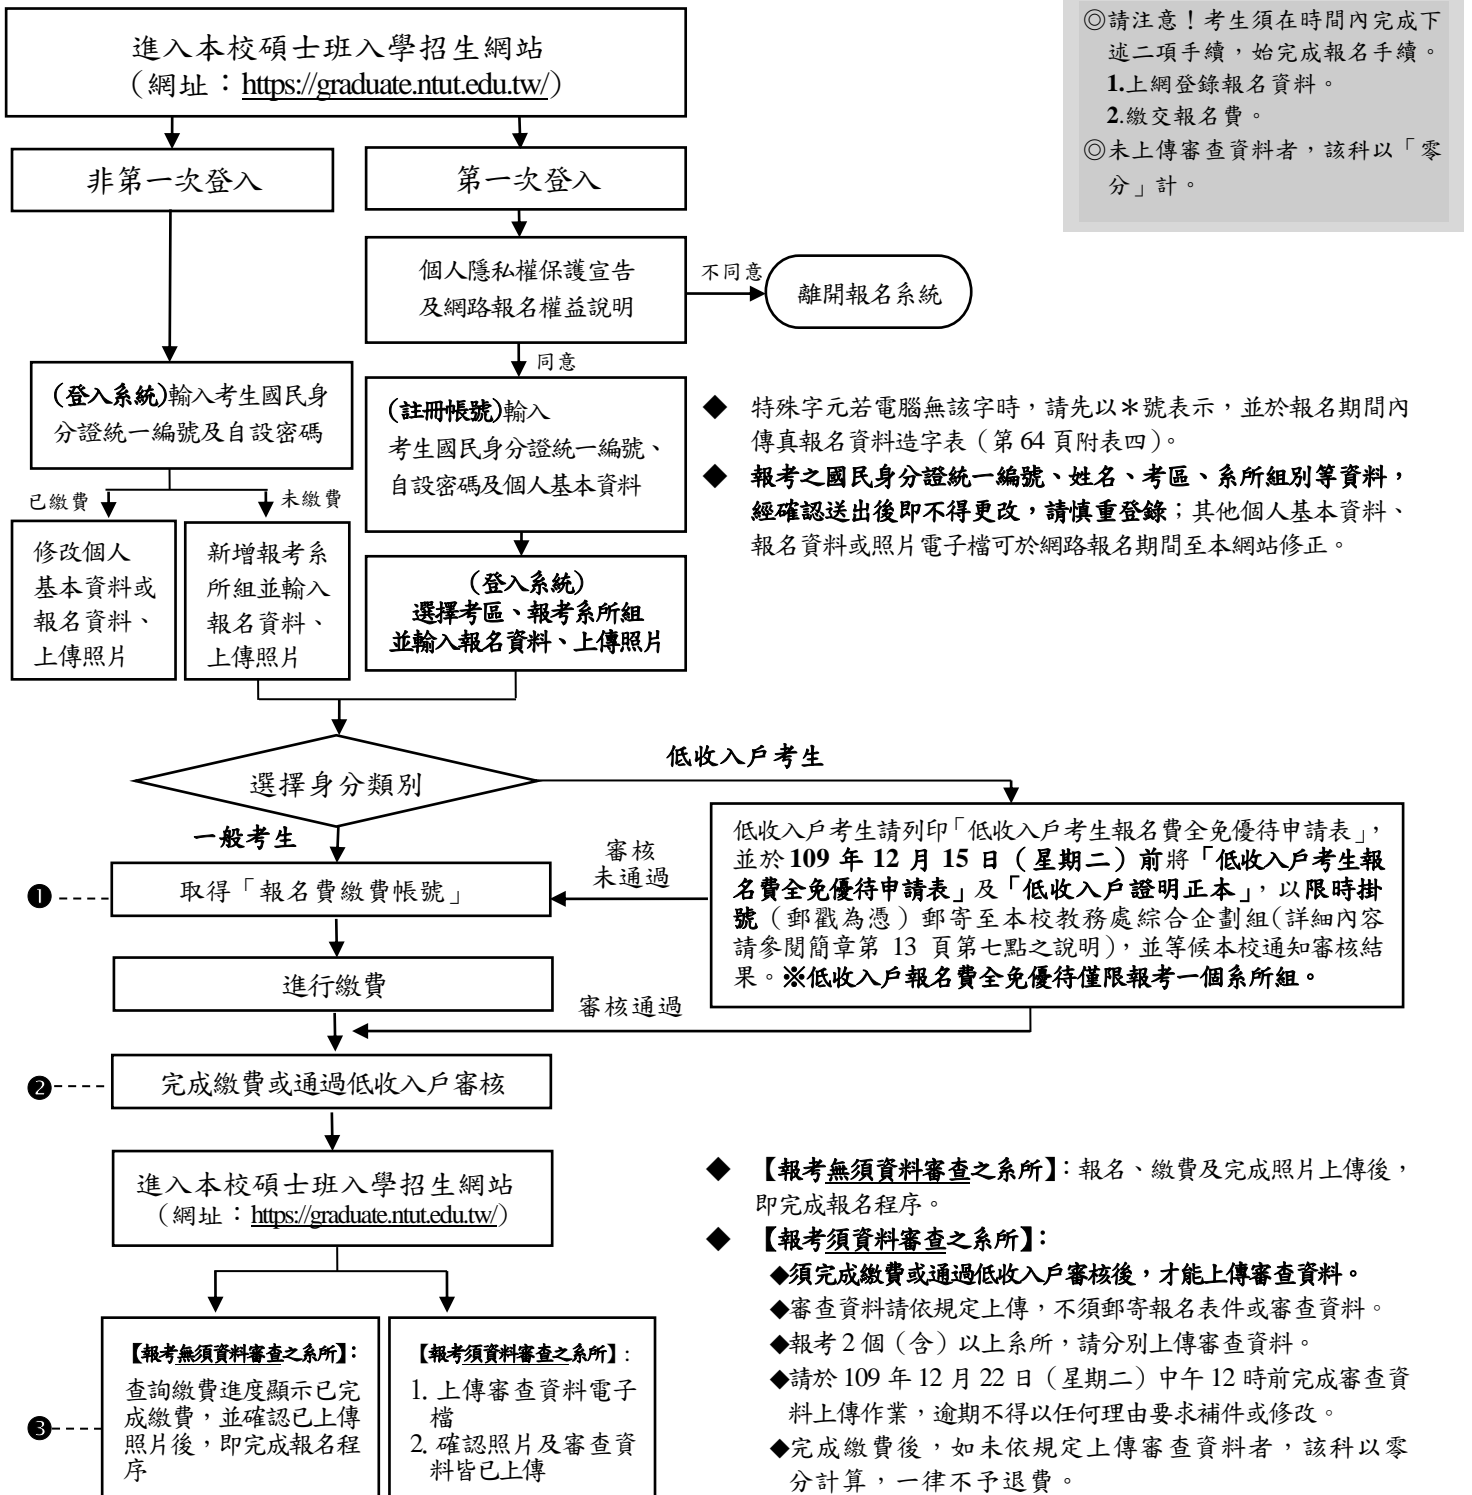 進入本校碩士班入學招生網站
（網址：https://graduate.ntut.edu.tw/）
◎請注意！考生須在時間內完成下
述二項手續，始完成報名手續。
1.上網登錄報名資料。
2.繳交報名費。
◎未上傳審查資料者，該科以「零
分」計。
非第一次登入
第一次登入
個人隱私權保護宣告
及網路報名權益說明
不同意
離開報名系統
同意
(登入系統)輸入考生國民身
分證統一編號及自設密碼
(註冊帳號)輸入
考生國民身分證統一編號、
自設密碼及個人基本資料
◆ 特殊字元若電腦無該字時，請先以＊號表示，並於報名期間內
傳真報名資料造字表（第 64 頁附表四）。
◆ 報考之國民身分證統一編號、姓名、考區、系所組別等資料，
經確認送出後即不得更改，請慎重登錄；其他個人基本資料、
報名資料或照片電子檔可於網路報名期間至本網站修正。
已繳費
未繳費
修改個人
基本資料或
報名資料、
上傳照片
新增報考系
所組並輸入
報名資料、
上傳照片
（登入系統）
選擇考區、報考系所組
並輸入報名資料、上傳照片
選擇身分類別
低收入戶考生
一般考生
低收入戶考生請列印「低收入戶考生報名費全免優待申請表」，
並於 109 年 12 月 15 日（星期二）前將「低收入戶考生報
名費全免優待申請表」及「低收入戶證明正本」，以限時掛
號（郵戳為憑）郵寄至本校教務處綜合企劃組(詳細內容
請參閱簡章第 13 頁第七點之說明)，並等候本校通知審核結
果。※低收入戶報名費全免優待僅限報考一個系所組。
審核
未通過
❶
取得「報名費繳費帳號」
進行繳費
審核通過
❷
完成繳費或通過低收入戶審核
進入本校碩士班入學招生網站
（網址：https://graduate.ntut.edu.tw/）
◆ 【報考無須資料審查之系所】：報名、繳費及完成照片上傳後，
即完成報名程序。
◆ 【報考須資料審查之系所】：
◆須完成繳費或通過低收入戶審核後，才能上傳審查資料。
◆審查資料請依規定上傳，不須郵寄報名表件或審查資料。
◆報考 2 個（含）以上系所，請分別上傳審查資料。
◆請於 109 年 12 月 22 日（星期二）中午 12 時前完成審查資
料上傳作業，逾期不得以任何理由要求補件或修改。
◆完成繳費後，如未依規定上傳審查資料者，該科以零
分計算，一律不予退費。
❸
【報考無須資料審查之系所】：
查詢繳費進度顯示已完
成繳費，並確認已上傳
照片後，即完成報名程
序
【報考須資料審查之系所】：
1. 上傳審查資料電子
檔
2. 確認照片及審查資
料皆已上傳